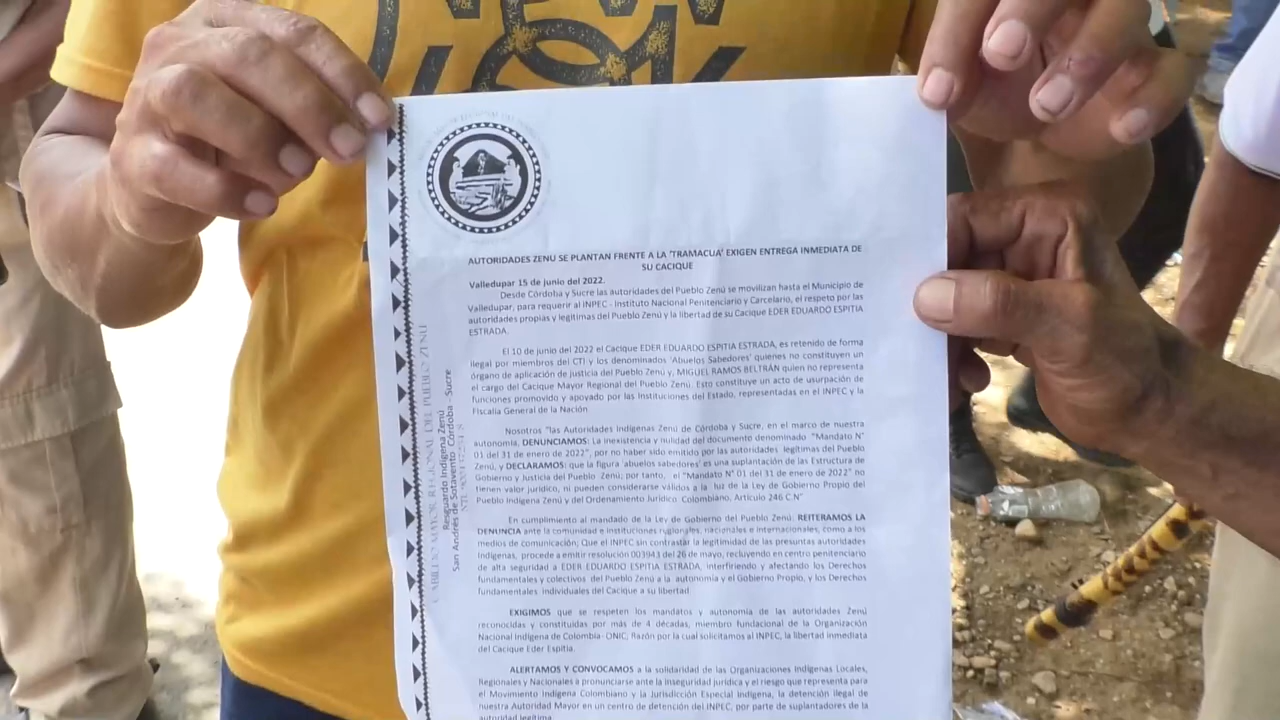 AUTORIDADES ZENU SE PLANTAN FRENTE A LA 'TRAMACUA' EXIGEN ENTREGA INMEDIATA DE
SU CACIQUE
Valledupar 15 de junio del 2022.
Desde Córdoba y Sucre las autoridades del Pueblo Zenú se movilizan hasta el Municipio de
Valledupar, para requerir al INPEC - Instituto Nacional Penitenciario y Carcelario, el respeto por las
autoridades propias y legitimas del Pueblo Zenú y la libertad de su Cacique EDER EDUARDO ESPITIA
ESTRADA.
El 10 de junio del 2022 el Cacique EDER EDUARDO ESPITIA ESTRADA, es retenido de forma
ilegal por miembros del CTI y los denominados 'Abuelos Sabedores' quienes no constituyen un
órgano de aplicación de justicia del Pueblo Zenú y, MIGUEL RAMOS BELTRÁN quien no representa
el cargo del Cacique Mayor Regional del Pueblo Zenú. Esto constituye un acto de usurpación de
funciones promovido y apoyado por las Instituciones del Estado, representadas en el INPEC y la
Fiscalía General de la Nación
Nosotros "las Autoridades Indígenas Zenú de Córdoba y Sucre, en el marco de nuestra
autonomía, DENUNCIAMOS: La inexistencia y nulidad del documento denominado "Mandato N°
01 del 31 de enero de 2022", por no haber sido emitido por las autoridades legítimas del Pueblo
Zenú, y DECLARAMOS: que la figura 'abuelos sabedores' es una suplantación de las Estructura de
Gobierno y Justicia del Pueblo Zenú; por tanto, el "Mandato N° 01 del 31 de enero de 2022" no
tienen valor jurídico, ni pueden considerarse válidos a la luz de la Ley de Gobierno Propio del
Pueblo Indígena Zenú y del Ordenamiento Jurídico Colombiano, Artículo 246 C.N"
En cumplimiento al mandado de la Ley de Gobierno del Pueblo Zenú; REITERAMOS LA
DENUNCIA ante la comunidad e instituciones regionales, nacionales e internacionales, como a los
medios de comunicación; Que el INPEC sin contrastar la legitimidad de las presuntas autoridades
Indígenas, procede a emitir resolución 003943 del 26 de mayo, recluyendo en centro penitenciario
de alta seguridad a EDER EDUARDO ESPITIA ESTRADA, interfiriendo y afectando los Derechos
fundamentales y colectivos del Pueblo Zenú a la autonomía y el Gobierno Propio, y los Derechos
fundamentales individuales del Cacique a su libertad.
EXIGIMOS que se respeten los mandatos y autonomía de las autoridades Zenú
reconocidas y constituidas por más de 4 décadas, miembro fundacional de la Organización
Nacional Indígena de Colombia- ONIC; Razón por la cual solicitamos al INPEC, la libertad inmediata
del Cacique Eder Espitia.
ALERTAMOS Y CONVOCAMOS a la solidaridad de las Organizaciones Indígenas Locales,
Regionales y Nacionales a pronunciarse ante la inseguridad jurídica y el riesgo que representa para
el Movimiento Indígena Colombiano y la Jurisdicción Especial Indígena, la detención ilegal de
nuestra Autoridad Mayor en un centro de detención del INPEC, por parte de suplantadores de la
autoridad legítima.
CABILDO MAYOR REGIONAL DEL PUEBLO ZENU
Resguardo Indígena Zenú
San Andrés de Sotavento Córdoba - Sucre